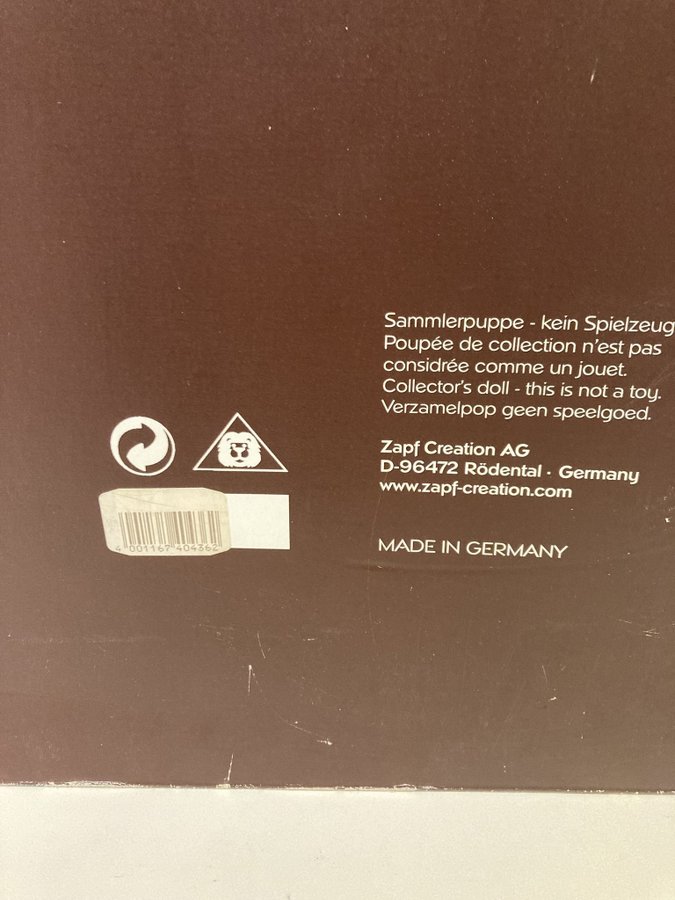 Sammlerpuppe - kein Spielzeug
Poupée de collection n'est pas
considrée comme un jouet.
Collector's doll - this is not a toy.
Verzamelpop geen speelgoed.
Zapf Creation AG
D-96472 Rödental · Germany
www.zapf-creation.com
MADE IN GERMANY
4 001167 404362